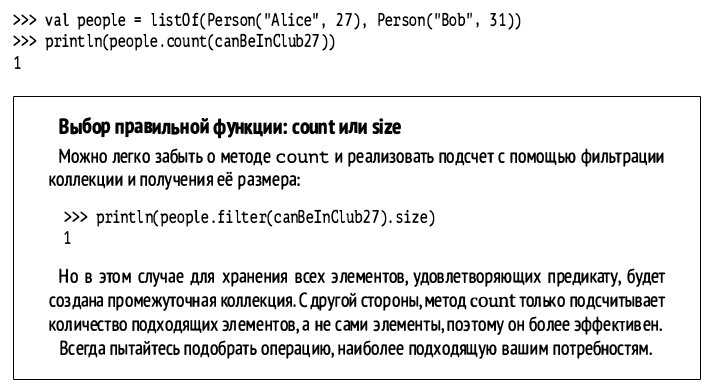 >>> val people = listOf(Person("Alice", 27), Person("Bob", 31))
>>> println(people.count(canBeInClub27))
1
Выбор правильной функции: count или size
Можно легко забыть о методе count и реализовать подсчет с помощью фильтрации
коллекции и получения её размера:
>>> println(people.filter(canBeInClub27).size)
1
Но в этом случае для хранения всех элементов, удовлетворяющих предикату, будет
создана промежуточная коллекция. С другой стороны, метод count только подсчитывает
количество подходящих элементов, а не сами элементы, поэтому он более эффективен.
Всегда пытайтесь подобрать операцию, наиболее подходящую вашим потребностям.